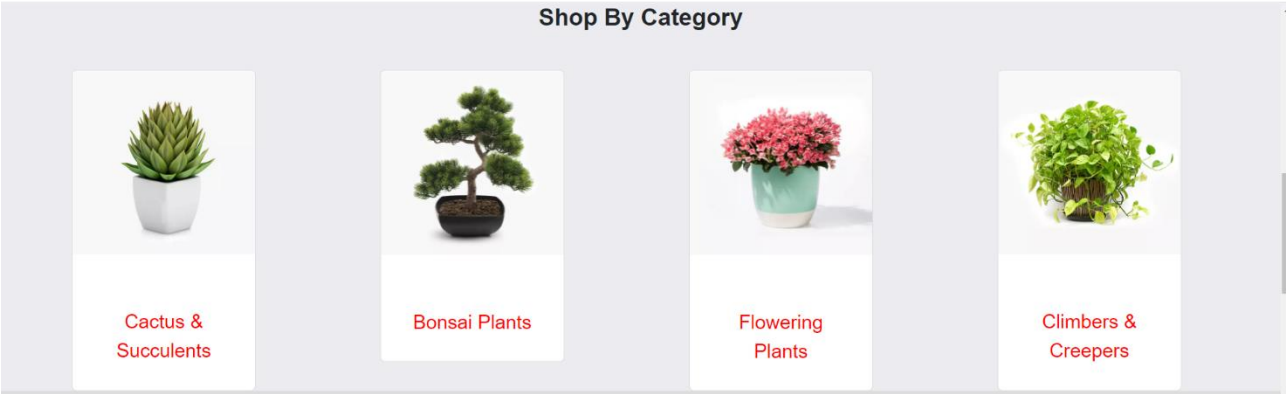 Shop By Category
Cactus &
Succulents
Bonsai Plants
Flowering
Plants
Climbers &
Creepers